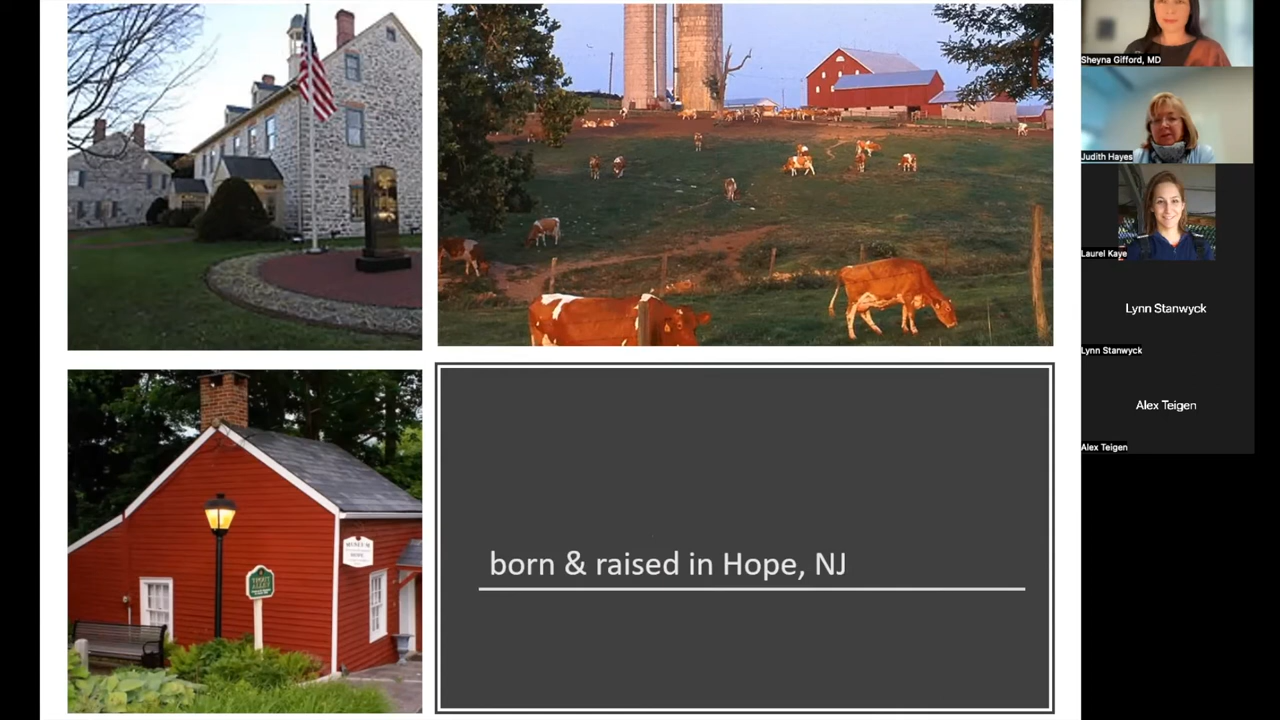 born & raised in Hope, NJ
Sheyna Gifford, MD
Judith Hayes
Laurel Kaye
Lynn Stanwyck
Lynn Stanwyck
Alex Teigen
Alex Teigen
MUSEUM